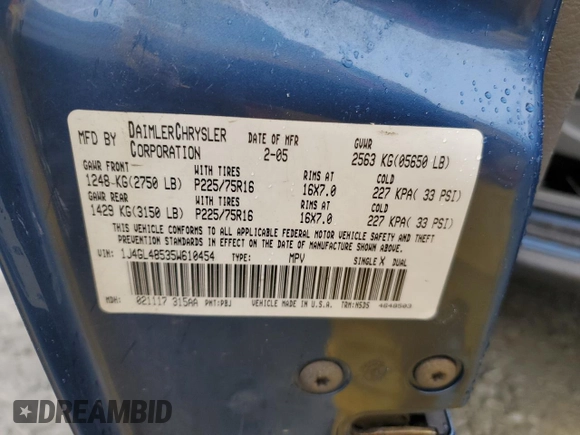 MFD BY DAIMLERCHRYSLER CORPORATION DATE OF MFR 2-05 GVWR 2563 KG(05650 LB)
GAWR FRONT WITH TIRES RIMS AT COLD
1248 KG(2750 LB) P225/75R16 16X7.0 227 KPA( 33 PSI)
GAWR REAR WITH TIRES RIMS AT COLD
1429 KG(3150 LB) P225/75R16 16X7.0 227 KPA( 33 PSI)
THIS VEHICLE CONFORMS TO ALL APPLICABLE FEDERAL MOTOR VEHICLE SAFETY AND THEFT
PREVENTION STANDARDS IN EFFECT ON THE DATE OF MANUFACTURE SHOWN ABOVE.
VIN: 1J4GL48535W610454 TYPE: MPV SINGLE X DUAL
MDH: 021117 315AA PNT:PBJ VEHICLE MADE IN U.S.A. TRM:M5D5 4648503
DREAMBID